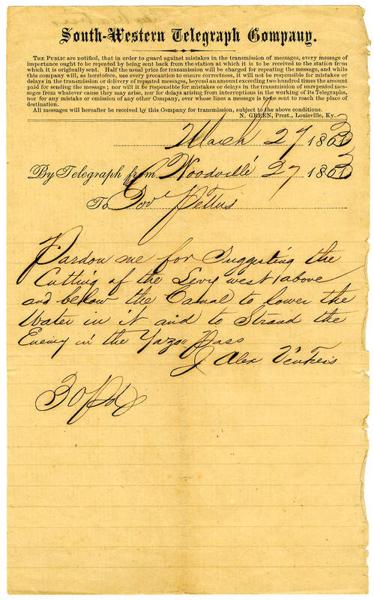 South-Western Telegraph Company.
THE PUBLIC are notified, that in order to guard against mistakes in the transmission of messages, every message of
importance ought to be repeated by being sent back from the station at which it is to be received to the station from
which it is originally sent. Half the usual price for transmission will be charged for repeating the message, and while
this company will, as heretofore, use every precaution to ensure correctness, it will not be responsible for mistakes or
delays in the transmission or delivery of repeated messages, beyond an amount exceeding two hundred times the amount
paid for sending the message; nor will it be responsible for mistakes or delays in the transmission of unrepeated messages
from whatever cause they may arise, nor for delays arising from interruptions in the working of its Telegraphs,
nor for any mistake or omission of any other Company, over whose lines a message is to be sent to reach the place of
destination.
All messages hereafter be received by this Company for transmission, subject to the above conditions.
N. GREEN, Prest., Louisville, Ky.
March 27 1863
By Telegraph from Woodville 27 1863
To Gov Pettus
Pardon me for Suggesting the
Cutting of the Levy west above
and below the Canal to lower the
Water in it and to Strand the
Enemy in the Yazoo Pass
J Alex
30